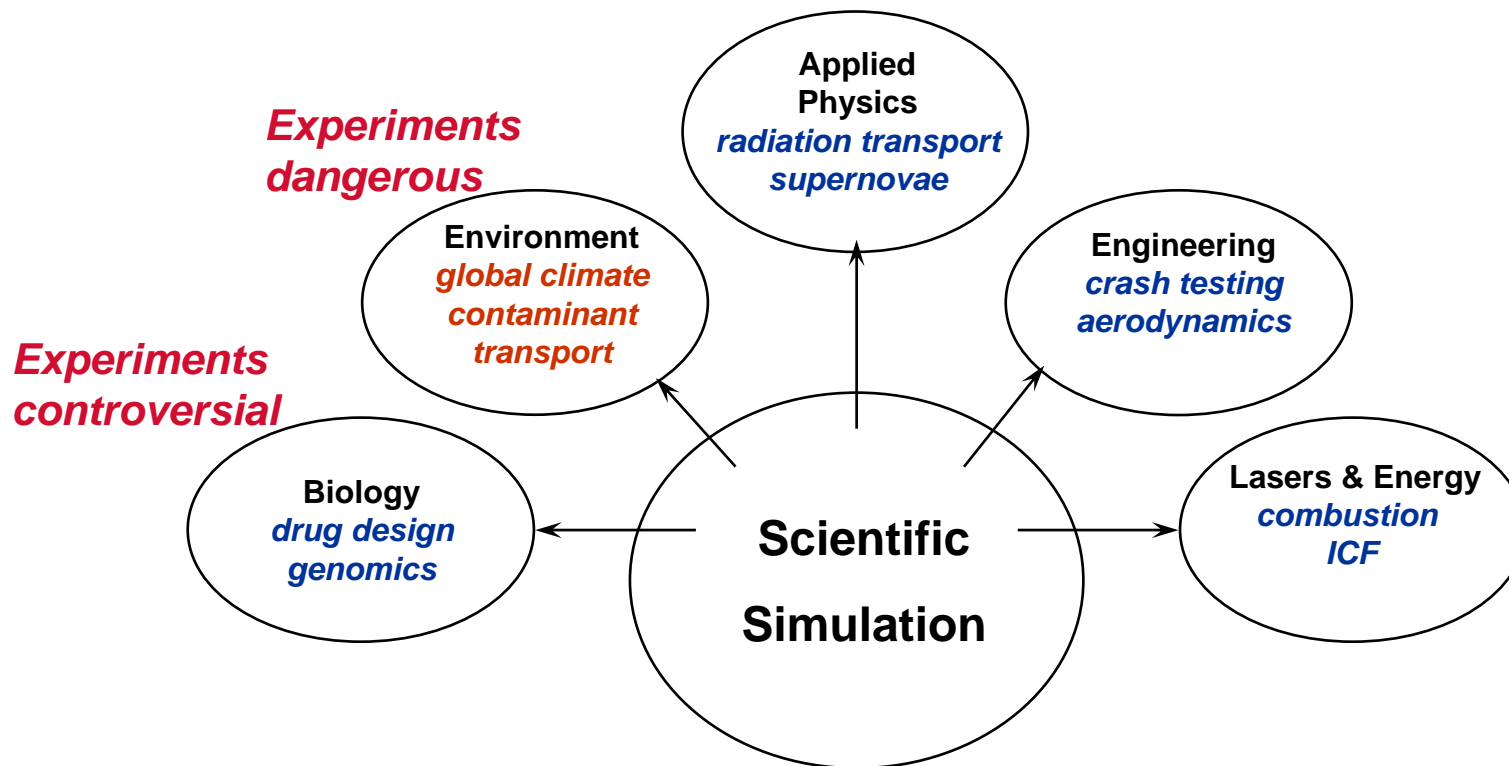 Applied
Physics
radiation transport
supernovae
Experiments
dangerous
Environment
global climate
contaminant
transport
Engineering
crash testing
aerodynamics
Experiments
controversial
Biology
drug design
genomics
Lasers & Energy
combustion
ICF
Scientific
Simulation